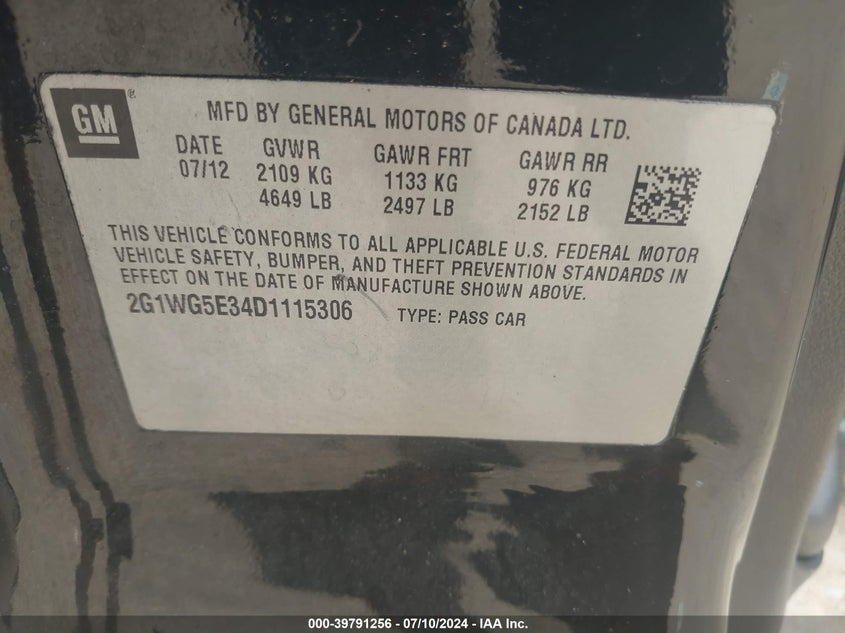 GM®
MFD BY GENERAL MOTORS OF CANADA LTD.
DATE GVWR GAWR FRT GAWR RR
07/12 2109 KG 1133 KG 976 KG
4649 LB 2497 LB 2152 LB
THIS VEHICLE CONFORMS TO ALL APPLICABLE U.S. FEDERAL MOTOR
VEHICLE SAFETY, BUMPER, AND THEFT PREVENTION STANDARDS IN
EFFECT ON THE DATE OF MANUFACTURE SHOWN ABOVE.
2G1WG5E34D1115306 TYPE: PASS CAR
000-39791256 - 07/10/2024 - IAA Inc.